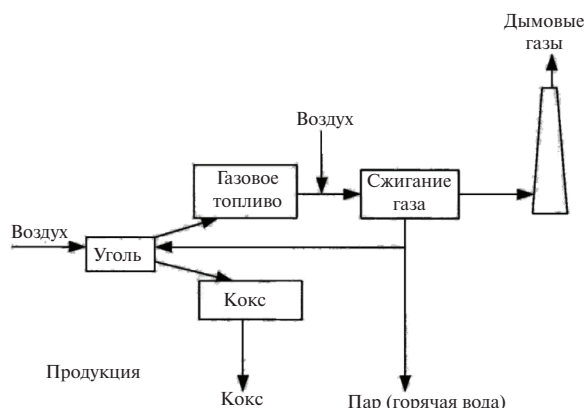 Дымовые
газы
Воздух
Газовое
топливо
Сжигание
газа
Воздух
Уголь
Кокс
Продукция
Кокс
Пар (горячая вода)